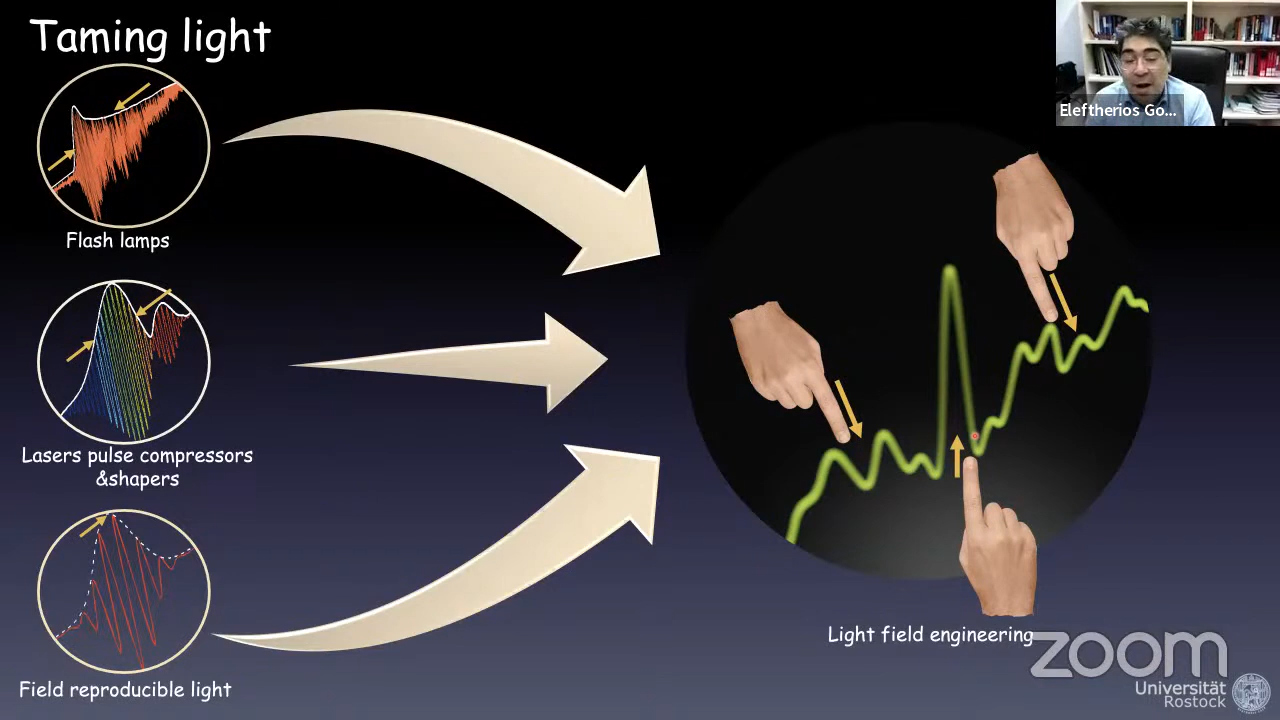 Taming light
Eleftherios Go...
Flash lamps
Lasers pulse compressors
&shapers
Field reproducible light
Light field engineering
zoom
Universität
Rostock